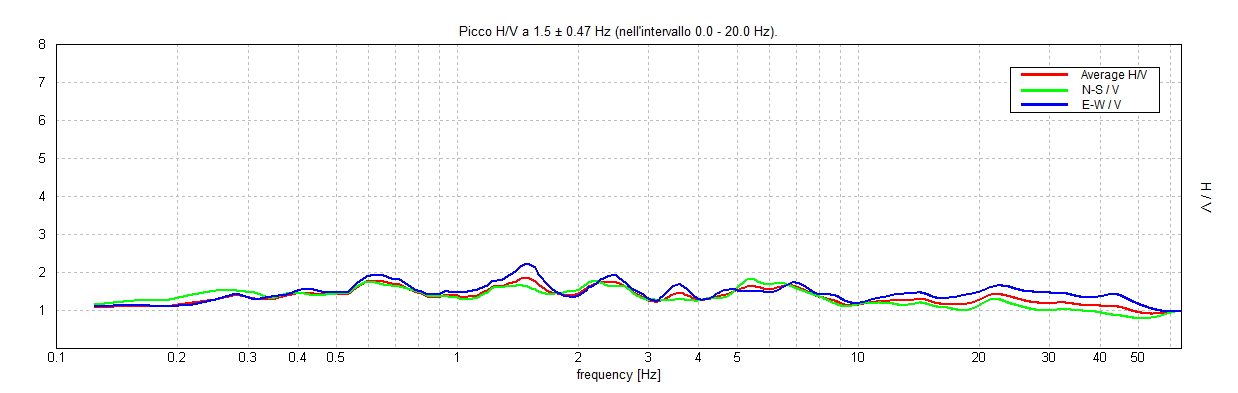 Picco H/V a 1.5 ± 0.47 Hz (nell'intervallo 0.0 - 20.0 Hz).
8
7
6
5
4
3
2
1
Average H/V
N-S / V
E-W / V
H / V
0.1 0.2 0.3 0.4 0.5 1 2 3 4 5 10 20 30 40 50
frequency [Hz]